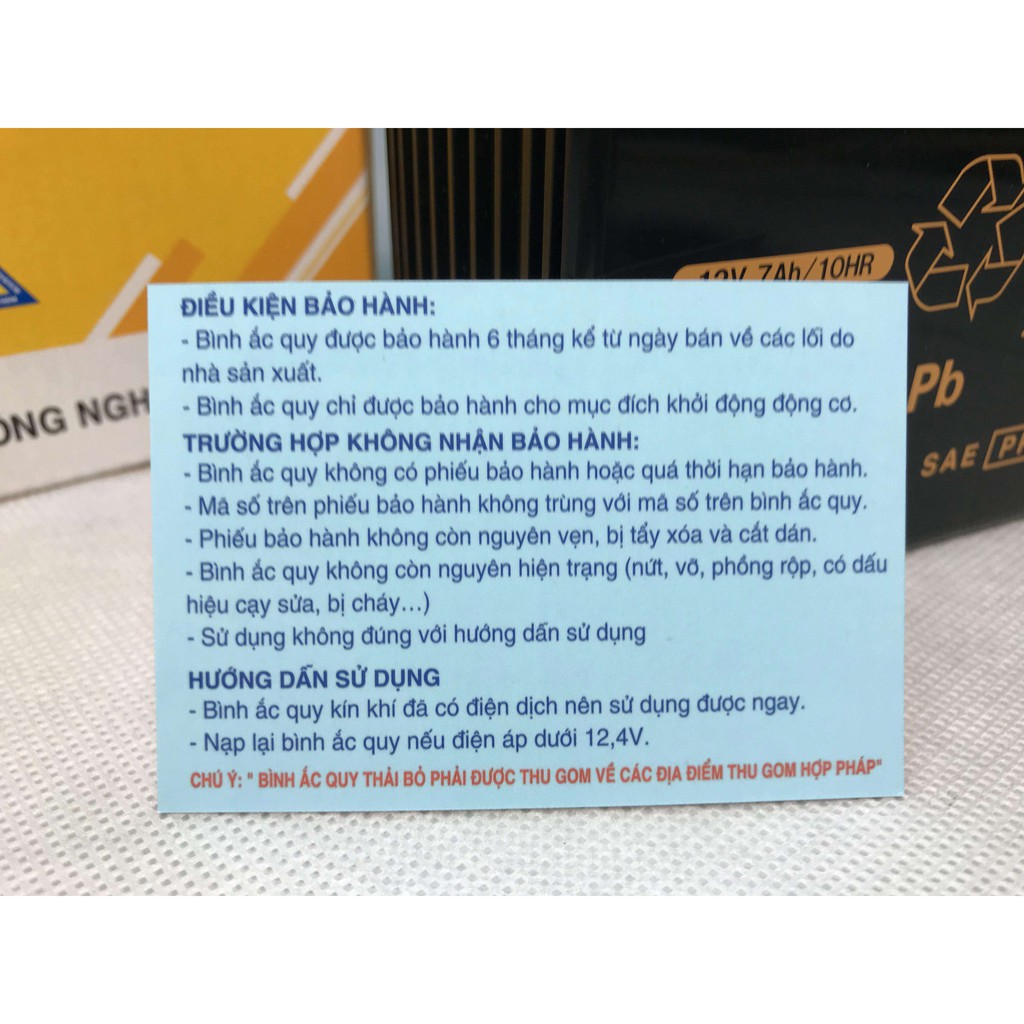 12V 7Ah/10HR
Pb
SAE
ĐIỀU KIỆN BẢO HÀNH:
- Bình ắc quy được bảo hành 6 tháng kể từ ngày bán về các lối do
nhà sản xuất.
- Bình ắc quy chỉ được bảo hành cho mục đích khởi động động cơ.
TRƯỜNG HỢP KHÔNG NHẬN BẢO HÀNH:
- Bình ắc quy không có phiếu bảo hành hoặc quá thời hạn bảo hành.
- Mã số trên phiếu bảo hành không trùng với mã số trên bình ắc quy.
- Phiếu bảo hành không còn nguyên vẹn, bị tẩy xóa và cắt dán.
- Bình ắc quy không còn nguyên hiện trạng (nứt, vỡ, phồng rộp, có dấu
hiệu cạy sửa, bị cháy...)
- Sử dụng không đúng với hướng dẫn sử dụng
HƯỚNG DẪN SỬ DỤNG
- Bình ắc quy kín khí đã có điện dịch nên sử dụng được ngay.
- Nạp lại bình ắc quy nếu điện áp dưới 12,4V.
CHÚ Ý: " BÌNH ẮC QUY THẢI BỎ PHẢI ĐƯỢC THU GOM VỀ CÁC ĐỊA ĐIỂM THU GOM HỢP PHÁP"